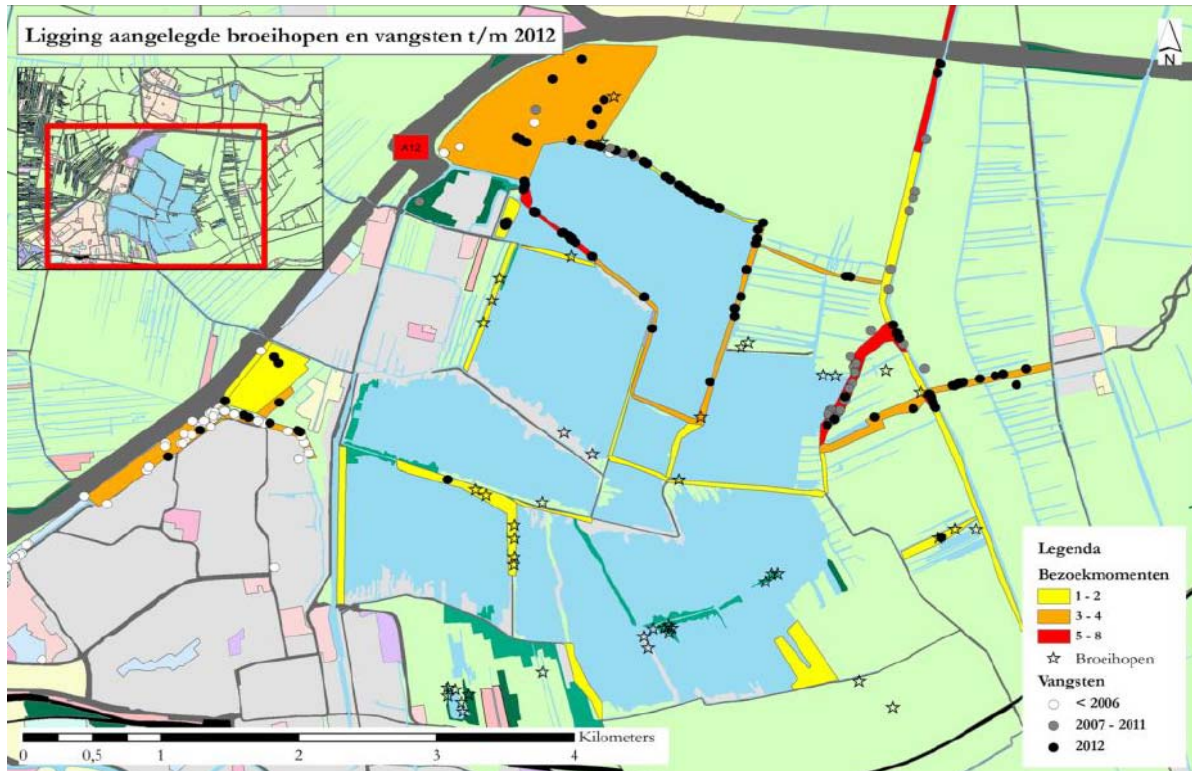 Ligging aangelegde broeihopen en vangsten t/m 2012
N
A12
Legenda
Bezoekmomenten
1 - 2
3 - 4
5 - 8
Broeihopen
Vangsten
< 2006
2007 - 2011
2012
Kilometers
0 0,5 1 2 3 4